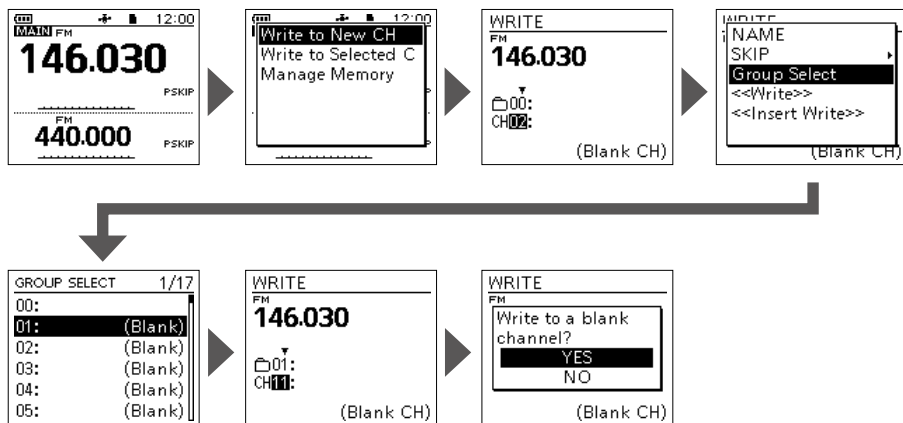 12:00
MAIN FM
146.030
PSKIP
FM
440.000
PSKIP
12:00
Write to New CH
Write to Selected C
Manage Memory
WRITE
FM
146.030
00:
CH02:
(Blank CH)
WRITE
NAME
SKIP
Group Select
<<Write>>
<<Insert Write>>
(Blank CH)
GROUP SELECT 1/17
00:
01: (Blank)
02: (Blank)
03: (Blank)
04: (Blank)
05: (Blank)
WRITE
FM
146.030
01:
CH11:
(Blank CH)
WRITE
FM
Write to a blank
channel?
YES
NO
(Blank CH)